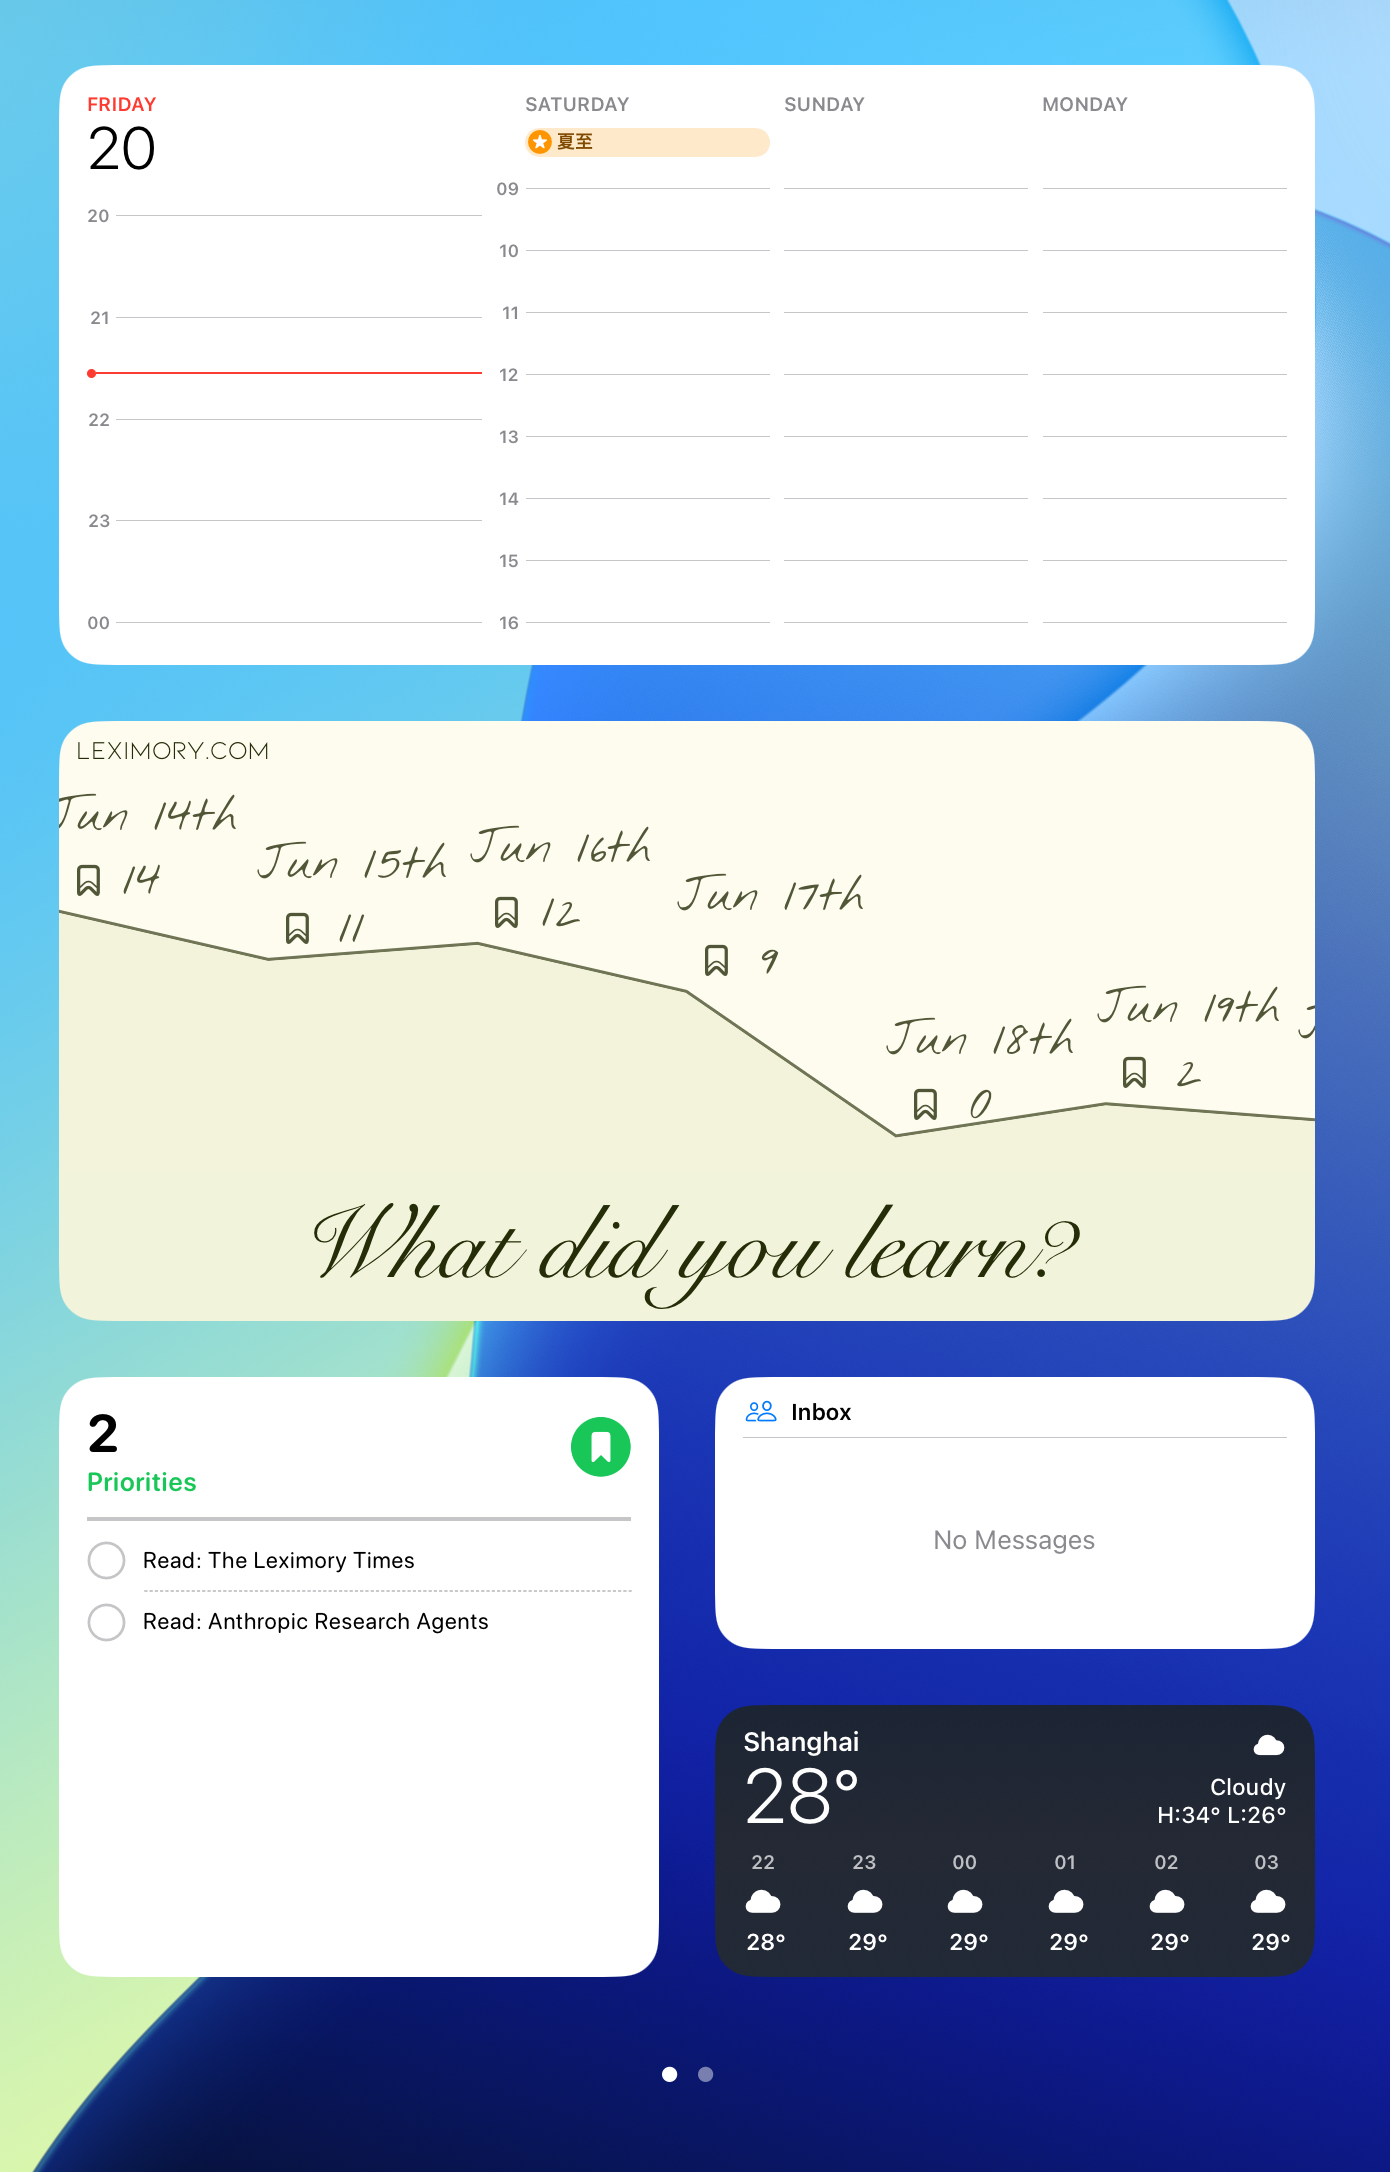 FRIDAY
20
20
21
22
23
00
SATURDAY
SUNDAY
MONDAY
夏至
09
10
11
12
13
14
15
16
LEXIMORY.COM
Jun 14th
14
Jun 15th
11
Jun 16th
12
Jun 17th
9
Jun 18th
0
Jun 19th
2
J
What did you learn?
2
Priorities
Read: The Leximory Times
Read: Anthropic Research Agents
Inbox
No Messages
Shanghai
28°
Cloudy
H:34° L:26°
22 23 00 01 02 03
28° 29° 29° 29° 29° 29°